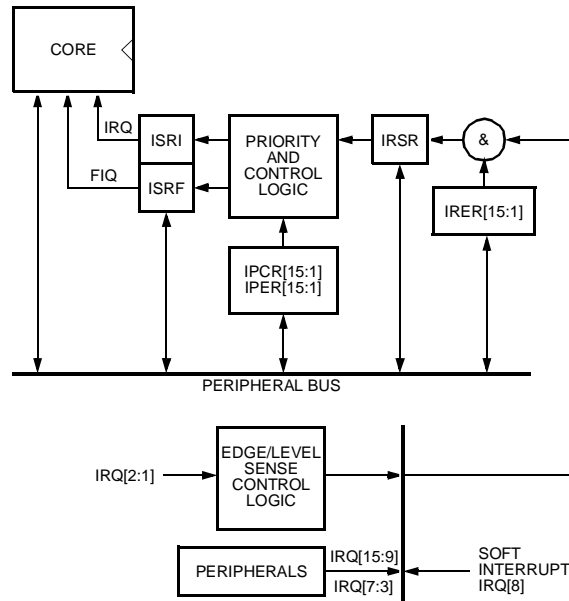 CORE
IRQ
FIQ
ISRI
ISRF
PRIORITY
AND
CONTROL
LOGIC
IRSR
&
IRER[15:1]
IPCR[15:1]
IPER[15:1]
PERIPHERAL BUS
IRQ[2:1]
EDGE/LEVEL
SENSE
CONTROL
LOGIC
PERIPHERALS
IRQ[15:9]
IRQ[7:3]
SOFT
INTERRUPT
IRQ[8]